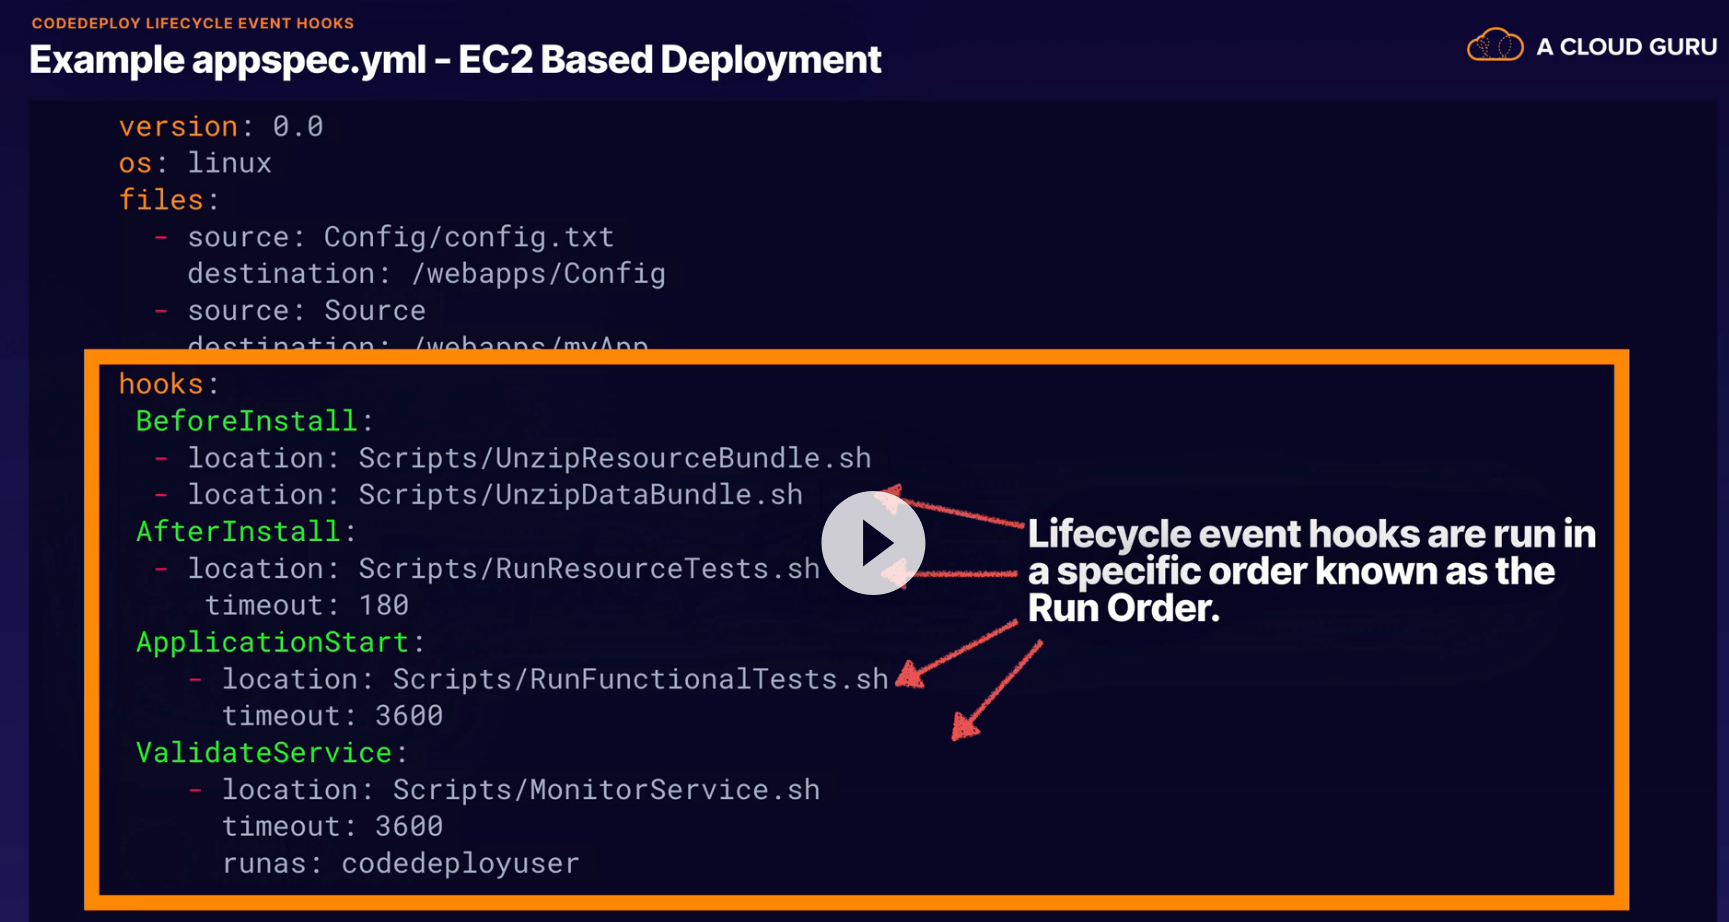 CODEDEPLOY LIFECYCLE EVENT HOOKS
Example appspec.yml - EC2 Based Deployment
A CLOUD GURU
version: 0.0
os: linux
files:
- source: Config/config.txt
destination: /webapps/Config
- source: Source
destination: /webapps/myApp
hooks:
BeforeInstall:
- location: Scripts/UnzipResourceBundle.sh
- location: Scripts/UnzipDataBundle.sh
AfterInstall:
- location: Scripts/RunResourceTests.sh
timeout: 180
ApplicationStart:
- location: Scripts/RunFunctionalTests.sh
timeout: 3600
ValidateService:
- location: Scripts/MonitorService.sh
timeout: 3600
runas: codedeployuser
Lifecycle event hooks are run in
a specific order known as the
Run Order.